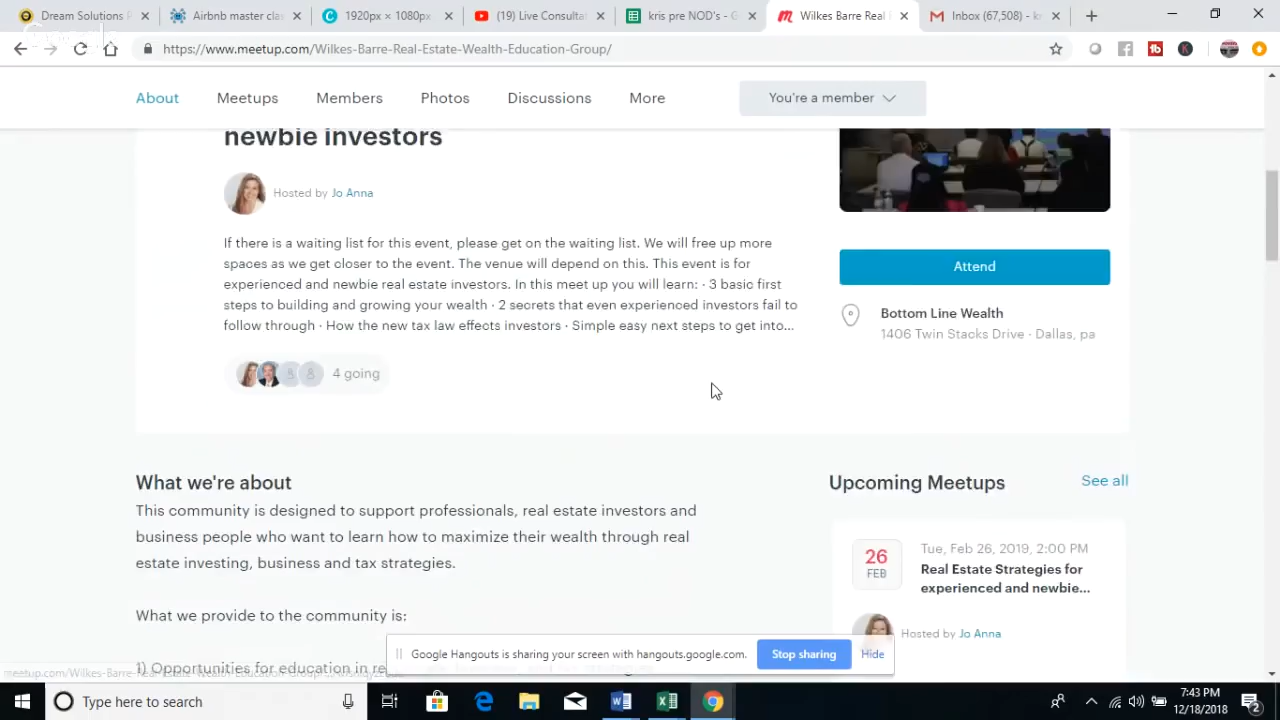 Dream Solutions P
Airbnb master clas
1920px × 1080px
(19) Live Consultat
kris pre NOD's - G
Wilkes Barre Real
Inbox (67,508) - k
https://www.meetup.com/Wilkes-Barre-Real-Estate-Wealth-Education-Group/
About
Meetups
Members
Photos
Discussions
More
You're a member
newbie investors
Hosted by Jo Anna
If there is a waiting list for this event, please get on the waiting list. We will free up more
spaces as we get closer to the event. The venue will depend on this. This event is for
experienced and newbie real estate investors. In this meet up you will learn: · 3 basic first
steps to building and growing your wealth · 2 secrets that even experienced investors fail to
follow through · How the new tax law effects investors · Simple easy next steps to get into...
4 going
Attend
Bottom Line Wealth
1406 Twin Stacks Drive · Dallas, pa
What we're about
This community is designed to support professionals, real estate investors and
business people who want to learn how to maximize their wealth through real
estate investing, business and tax strategies.
What we provide to the community is:
1) Opportunities for education in re
Upcoming Meetups
See all
26
FEB
Tue, Feb 26, 2019, 2:00 PM
Real Estate Strategies for
experienced and newbie...
Hosted by Jo Anna
Google Hangouts is sharing your screen with hangouts.google.com.
Stop sharing
Hide
Type here to search
7:43 PM
12/18/2018
2